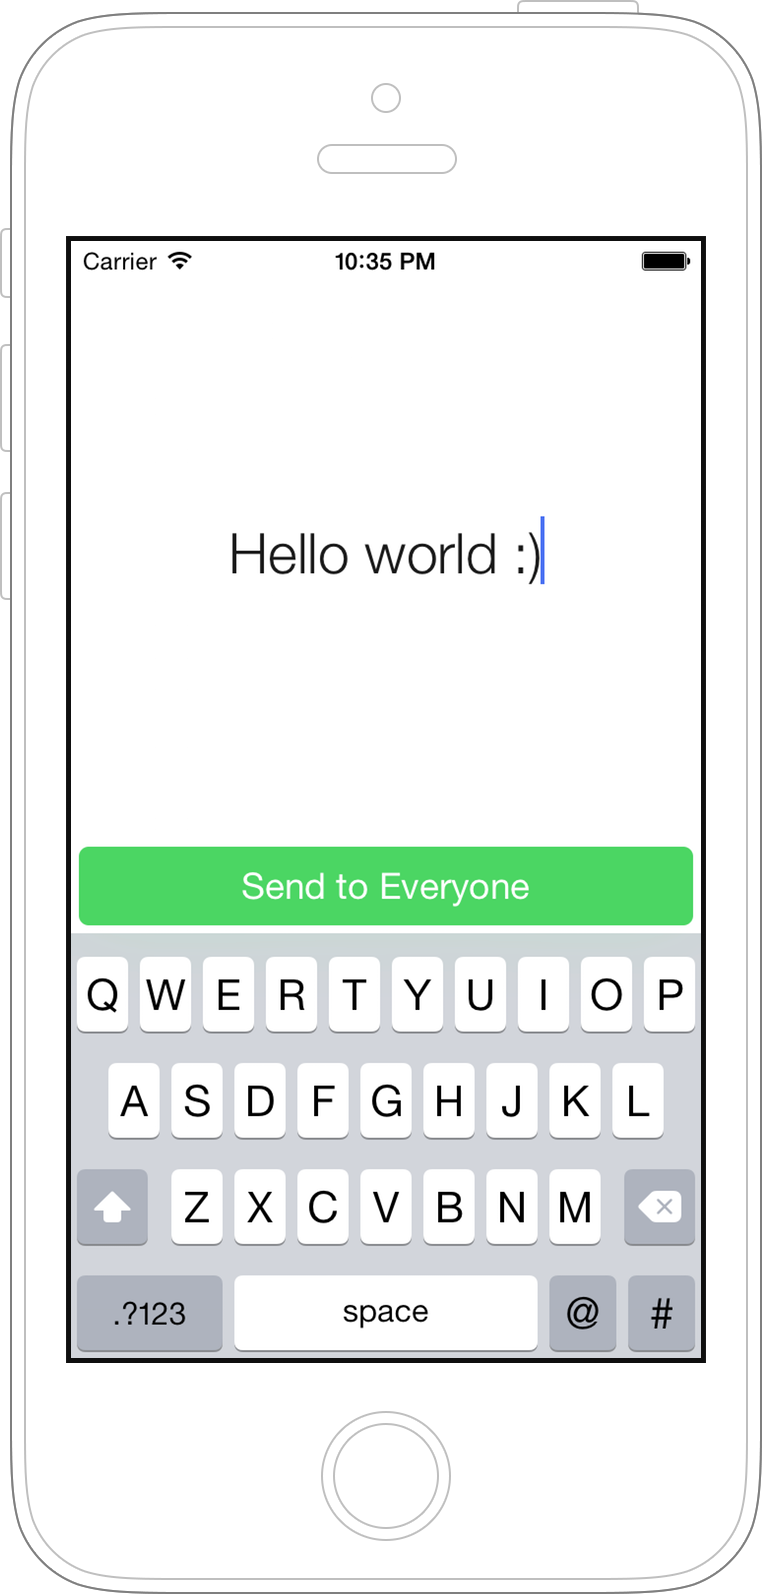 Carrier 10:35 PM
Hello world :)
Send to Everyone
Q W E R T Y U I O P
A S D F G H J K L
Z X C V B N M
.?123 space @ #